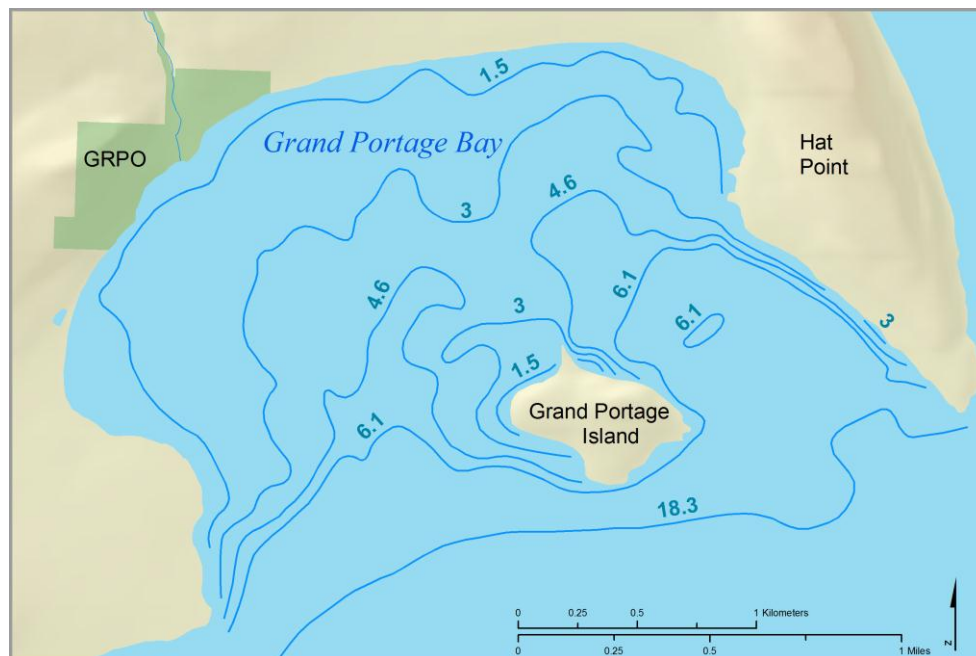 1.5
GRPO
Grand Portage Bay
Hat
Point
4.6
3
4.6
6.1
3
6.1
3
1.5
Grand Portage
Island
6.1
18.3
0 0.25 0.5 1 Kilometers
0 0.25 0.5 1 Miles
N